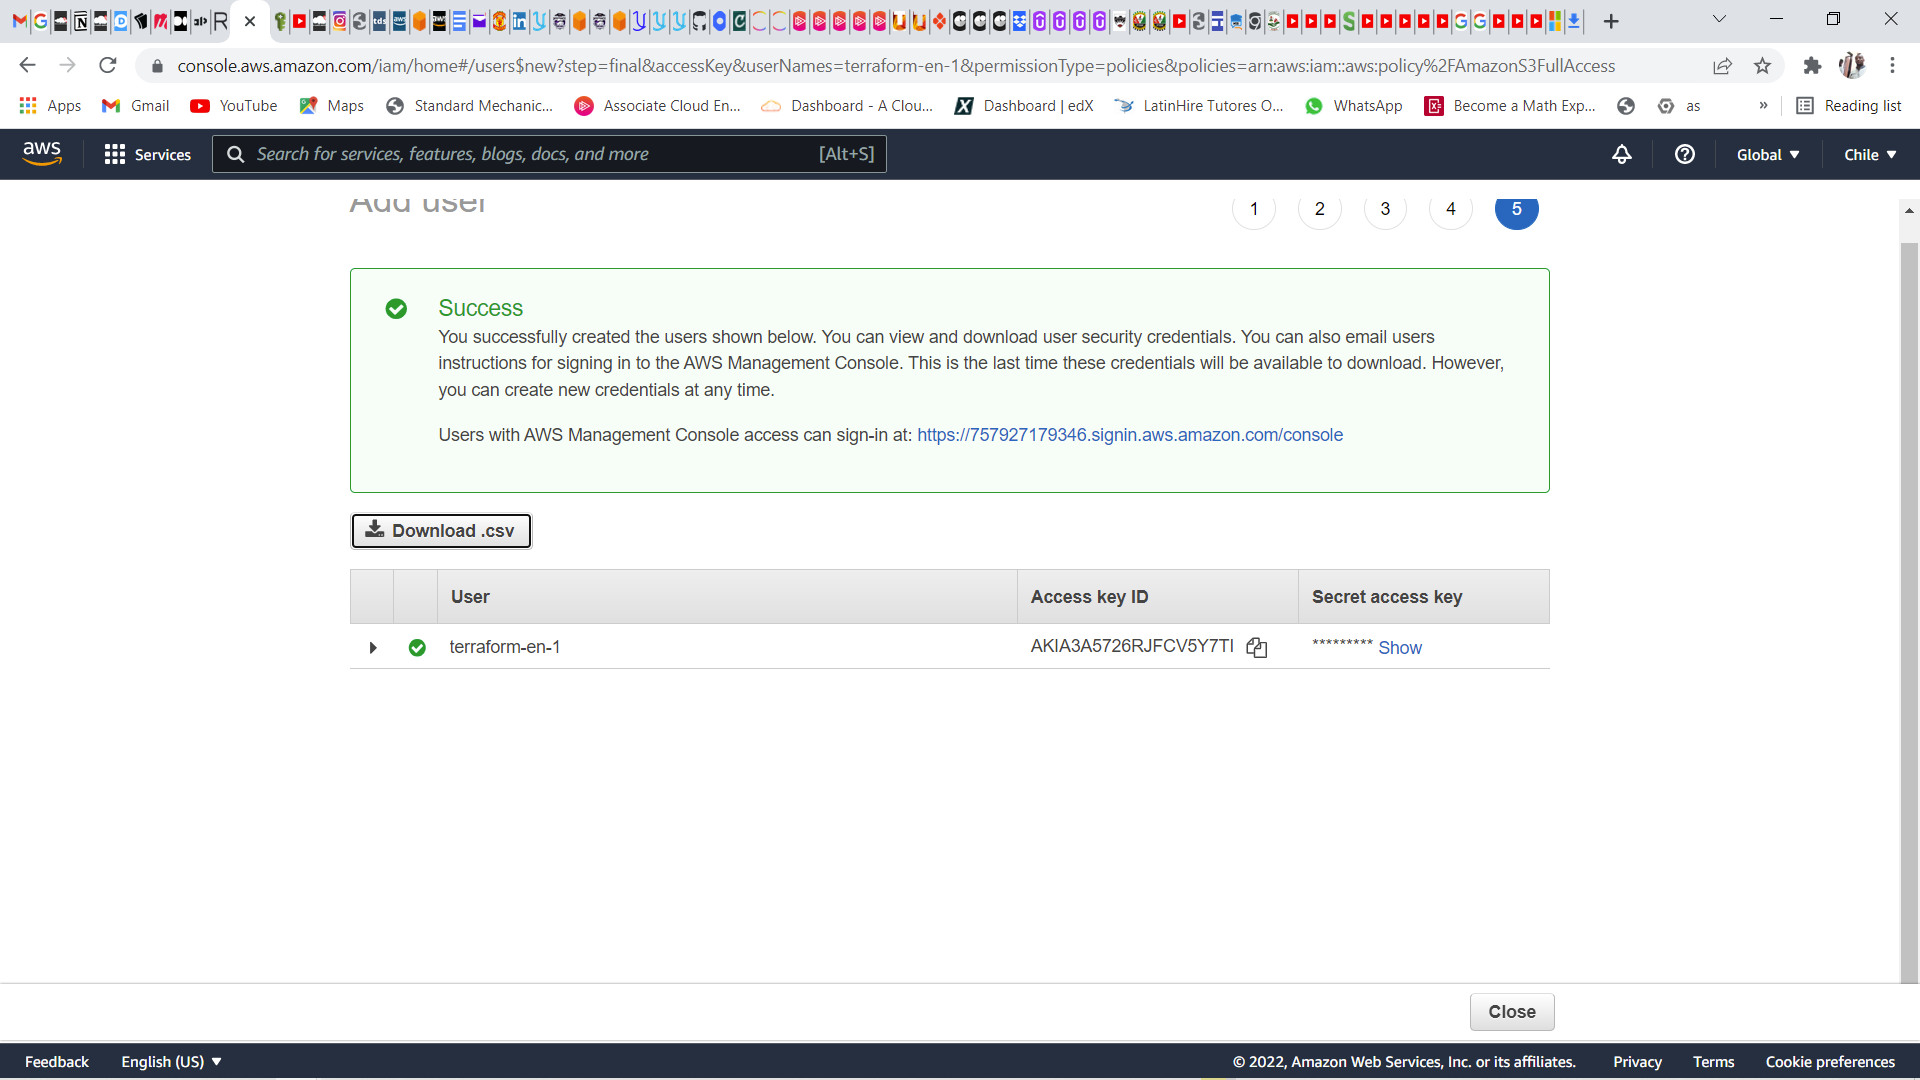 console.aws.amazon.com/iam/home#/users$new?step=final&accessKey&userNames=terraform-en-1&permissionType=policies&policies=arn:aws:iam::aws:policy%2FAmazonS3FullAccess
Apps Gmail YouTube Maps Standard Mechanic... Associate Cloud En... Dashboard - A Clou... Dashboard | edX LatinHire Tutores O... WhatsApp Become a Math Exp... as » Reading list
aws Services Search for services, features, blogs, docs, and more [Alt+S] Global Chile
Add user 1 2 3 4 5
Success
You successfully created the users shown below. You can view and download user security credentials. You can also email users
instructions for signing in to the AWS Management Console. This is the last time these credentials will be available to download. However,
you can create new credentials at any time.
Users with AWS Management Console access can sign-in at: https://757927179346.signin.aws.amazon.com/console
Download .csv
User Access key ID Secret access key
terraform-en-1 AKIA3A5726RJFCV5Y7TI ********* Show
Close
Feedback English (US) © 2022, Amazon Web Services, Inc. or its affiliates. Privacy Terms Cookie preferences